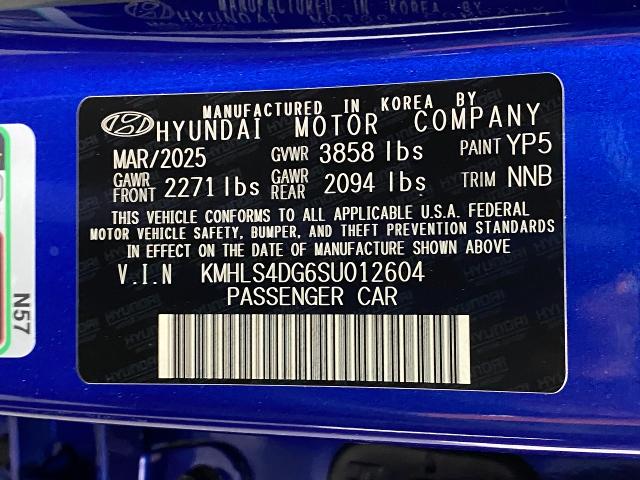 MANUFACTURED IN KOREA BY
HYUNDAI MOTOR COMPANY
MAR/2025 GVWR 3858 lbs PAINT YP5
GAWR FRONT 2271 lbs GAWR REAR 2094 lbs TRIM NNB
THIS VEHICLE CONFORMS TO ALL APPLICABLE U.S.A. FEDERAL
MOTOR VEHICLE SAFETY, BUMPER, AND THEFT PREVENTION STANDARDS
IN EFFECT ON THE DATE OF MANUFACTURE SHOWN ABOVE
V.I.N KMHLS4DG6SU012604
PASSENGER CAR
N57